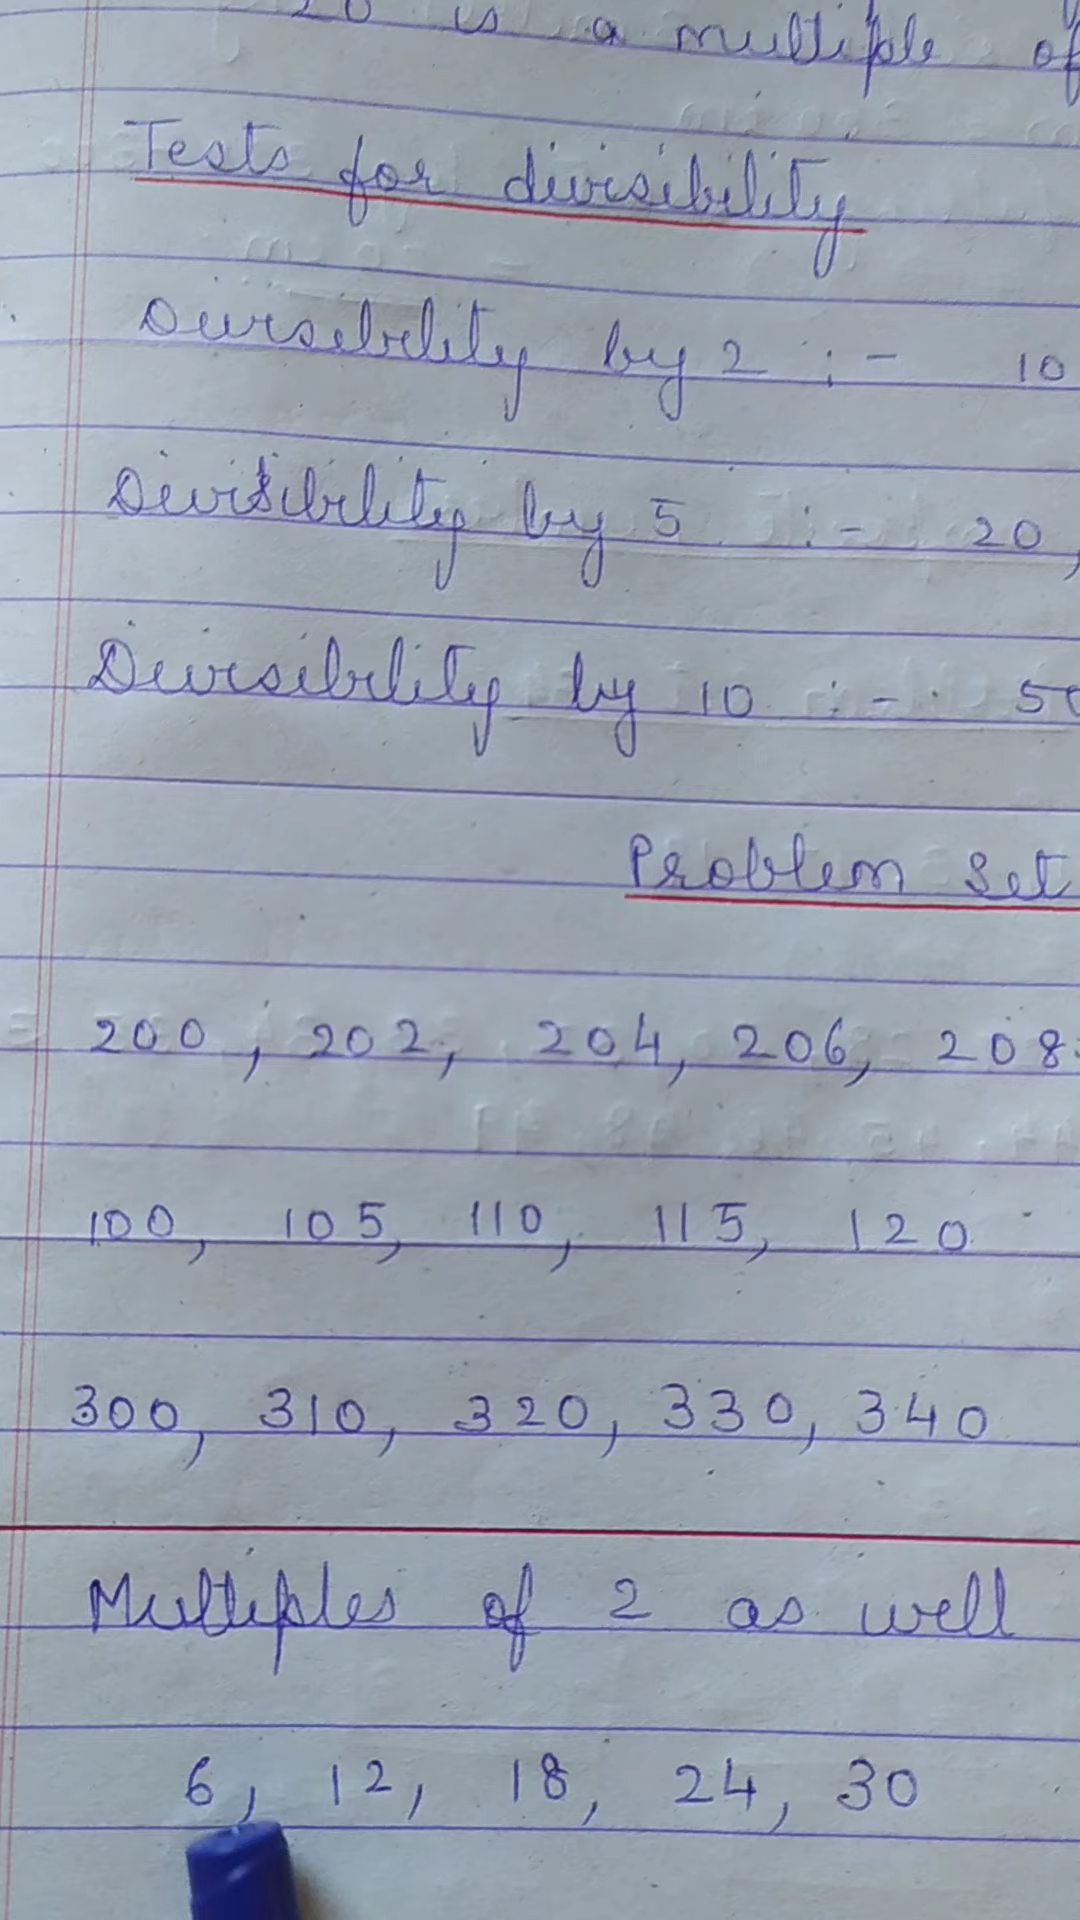 20 is a multiple of
Tests for divisibility
Divisibility by 2 :- 10
Divisibility by 5 :- 20,
Divisibility by 10 :- 50
Problem Set
200, 202, 204, 206, 208
100, 105, 110, 115, 120
300, 310, 320, 330, 340
Multiples of 2 as well
6, 12, 18, 24, 30